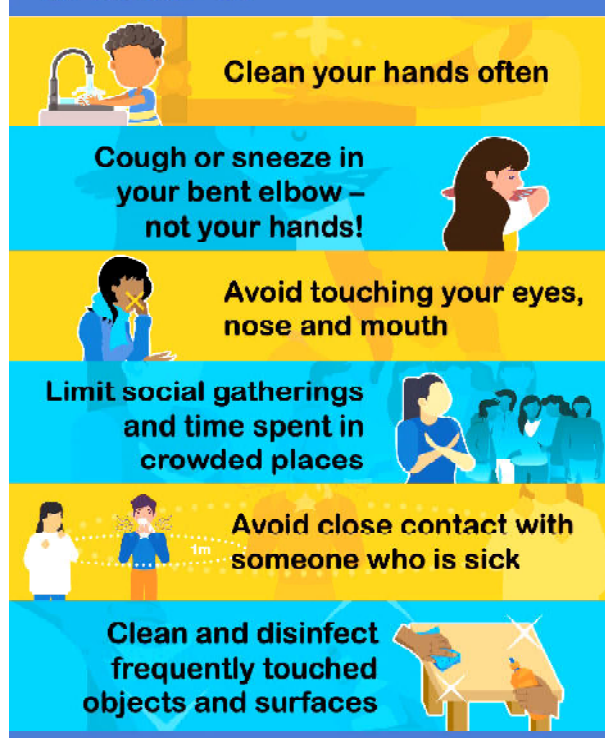 Clean your hands often
Cough or sneeze in
your bent elbow –
not your hands!
Avoid touching your eyes,
nose and mouth
Limit social gatherings
and time spent in
crowded places
Avoid close contact with
someone who is sick
1m
Clean and disinfect
frequently touched
objects and surfaces